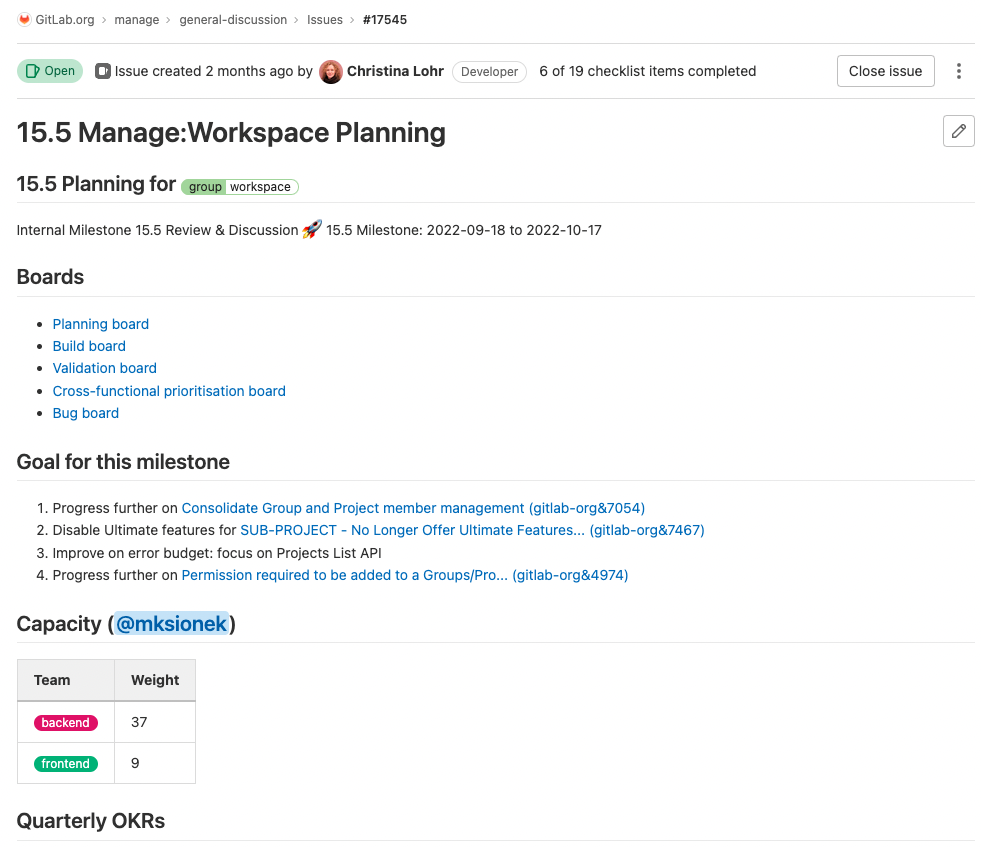 GitLab.org › manage › general-discussion › Issues › #17545
Open Issue created 2 months ago by Christina Lohr Developer 6 of 19 checklist items completed Close issue
15.5 Manage:Workspace Planning
15.5 Planning for group workspace
Internal Milestone 15.5 Review & Discussion 🚀 15.5 Milestone: 2022-09-18 to 2022-10-17
Boards
• Planning board
• Build board
• Validation board
• Cross-functional prioritisation board
• Bug board
Goal for this milestone
1. Progress further on Consolidate Group and Project member management (gitlab-org&7054)
2. Disable Ultimate features for SUB-PROJECT - No Longer Offer Ultimate Features... (gitlab-org&7467)
3. Improve on error budget: focus on Projects List API
4. Progress further on Permission required to be added to a Groups/Pro... (gitlab-org&4974)
Capacity (@mksionek)
Team Weight
backend 37
frontend 9
Quarterly OKRs